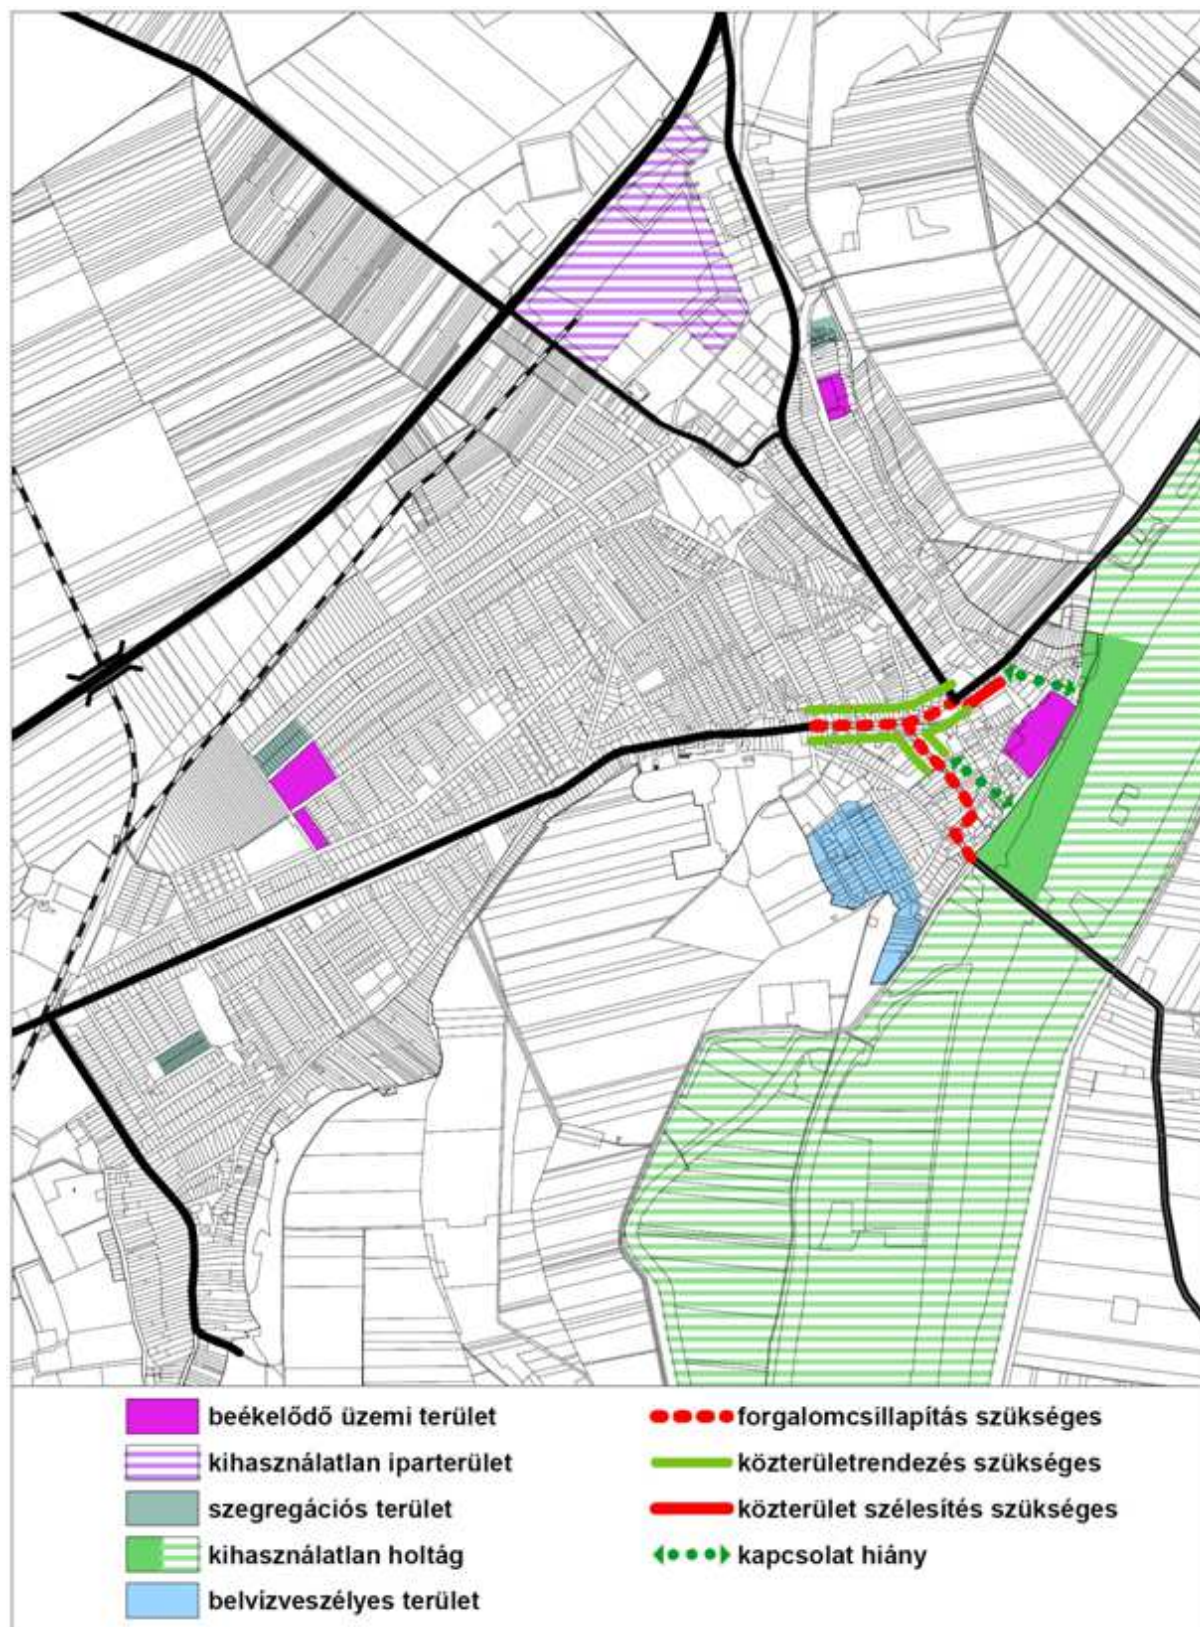 beékelődő üzemi terület
kihasználatlan iparterület
szegregációs terület
kihasználatlan holtág
belvízveszélyes terület
forgalomcsillapítás szükséges
közterületrendezés szükséges
közterület szélesítés szükséges
kapcsolat hiány